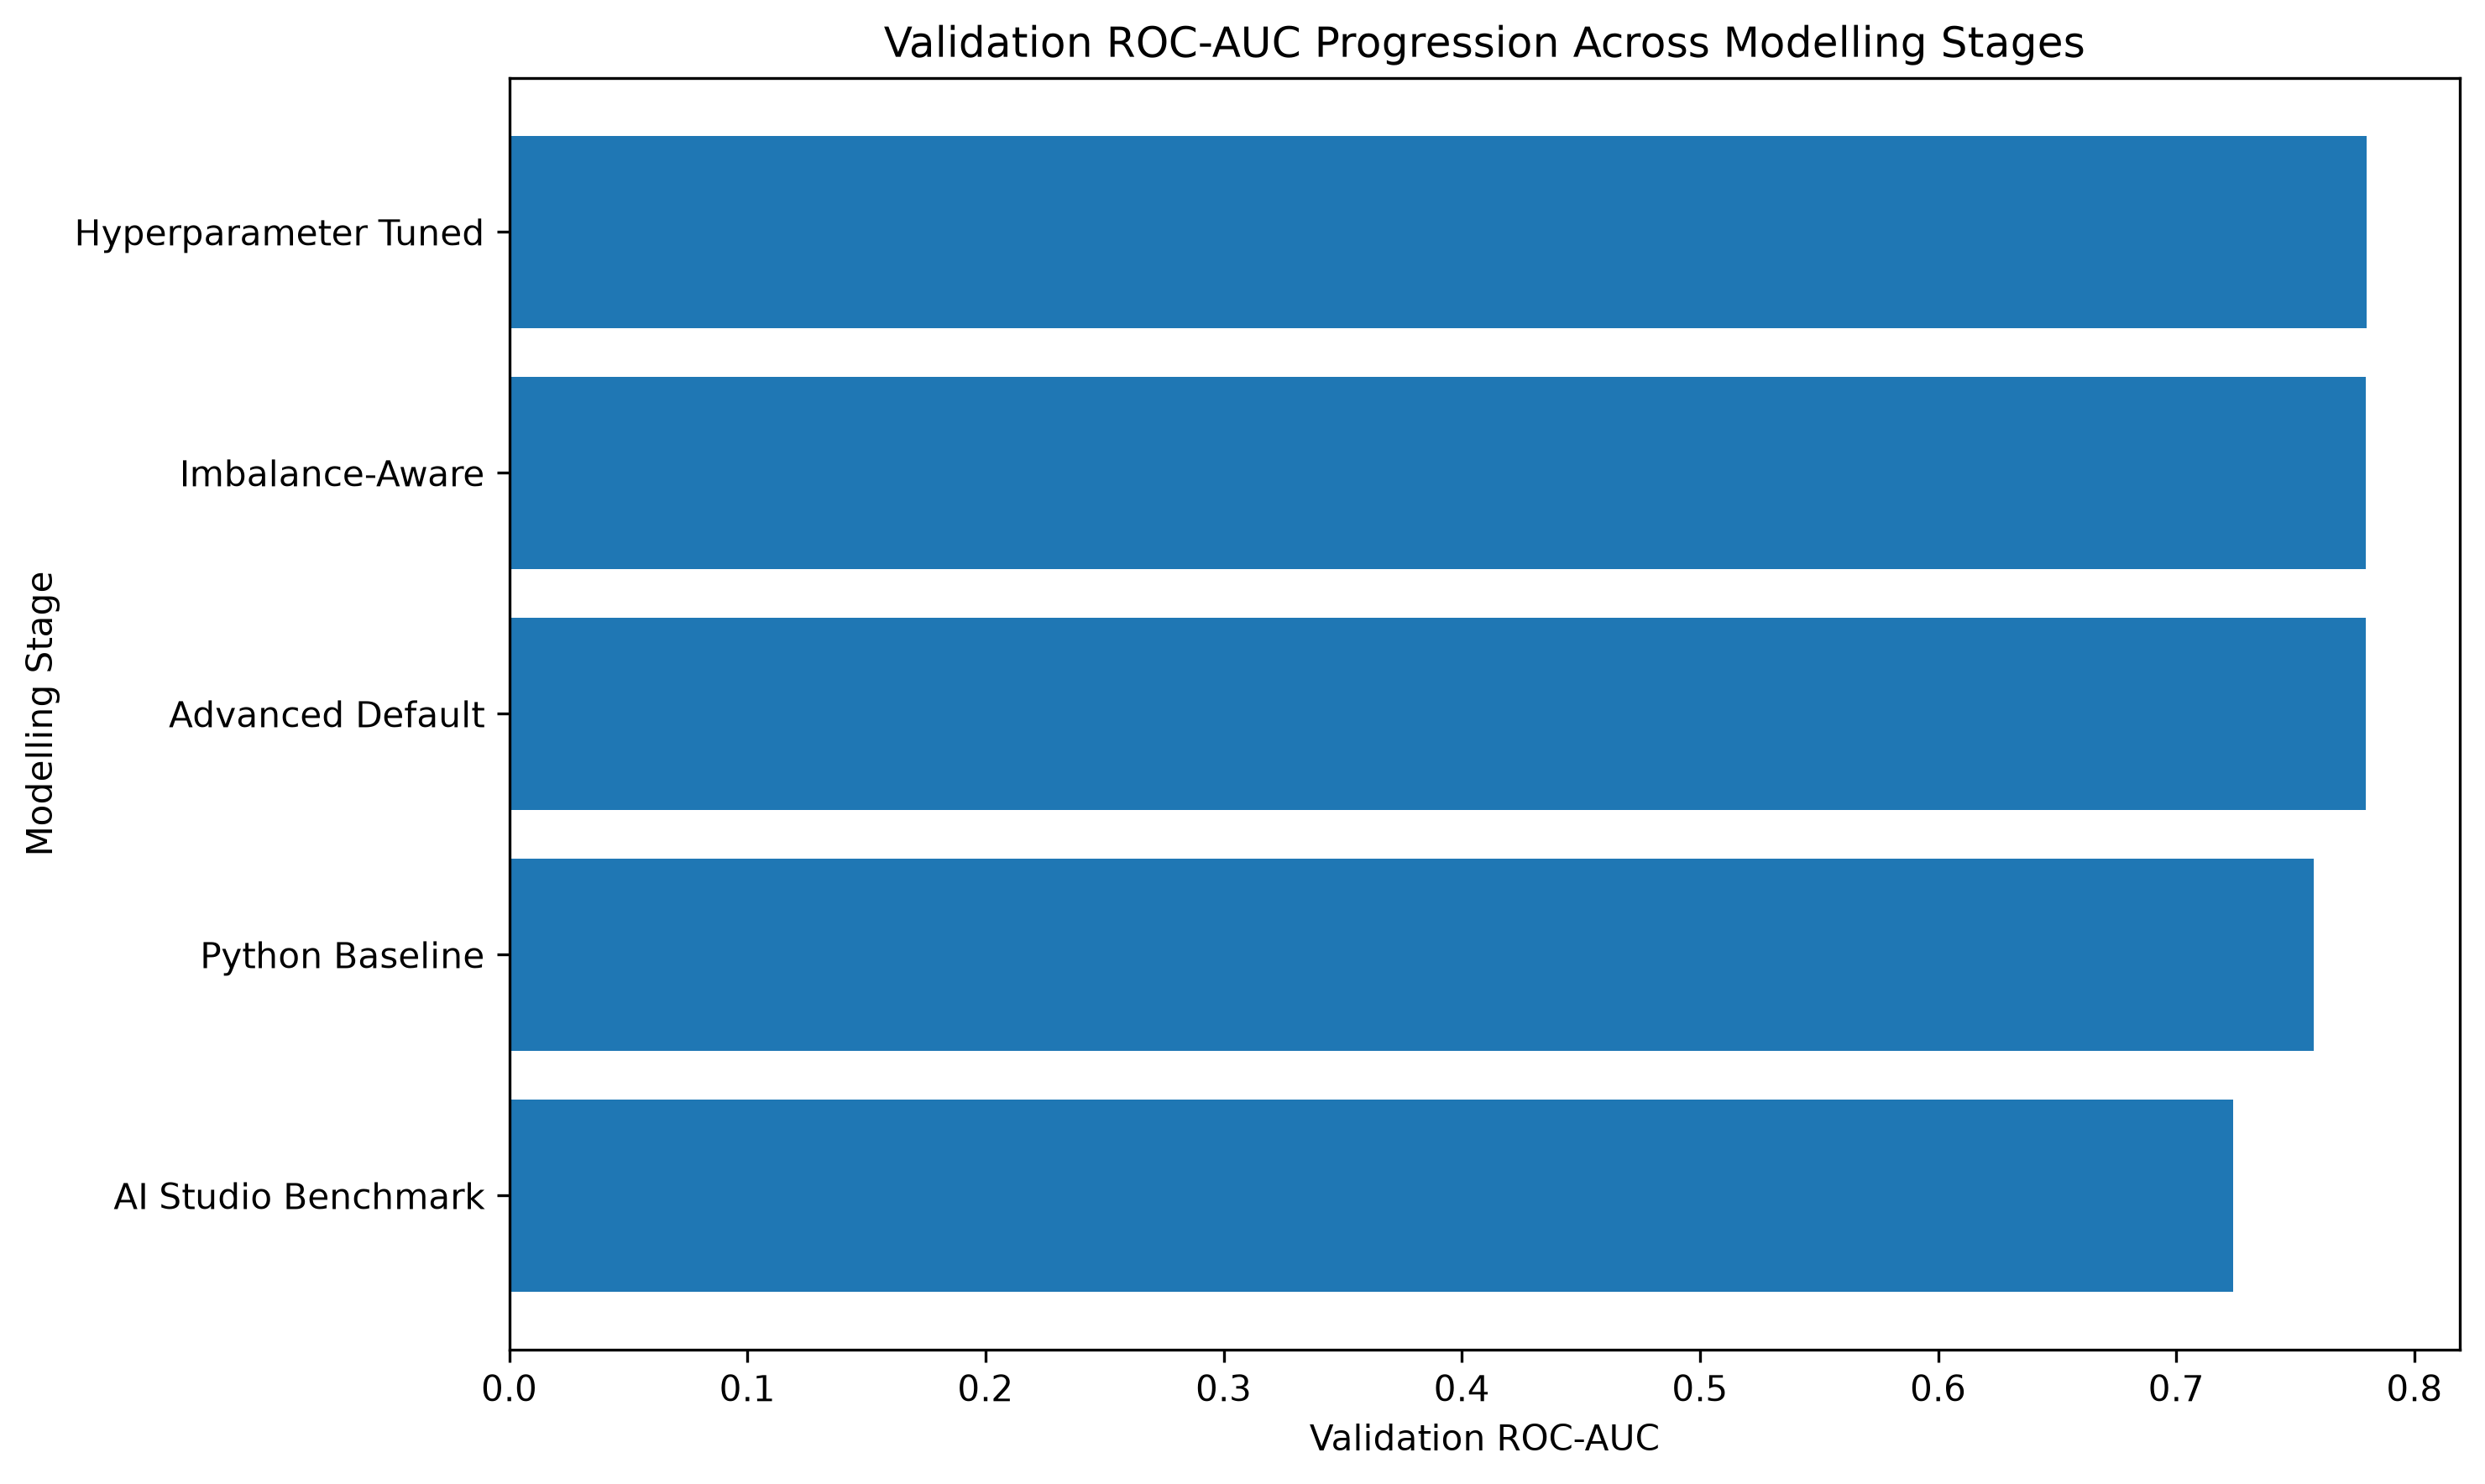 Validation ROC-AUC Progression Across Modelling Stages
Modelling Stage
Hyperparameter Tuned
Imbalance-Aware
Advanced Default
Python Baseline
AI Studio Benchmark
0.0 0.1 0.2 0.3 0.4 0.5 0.6 0.7 0.8
Validation ROC-AUC